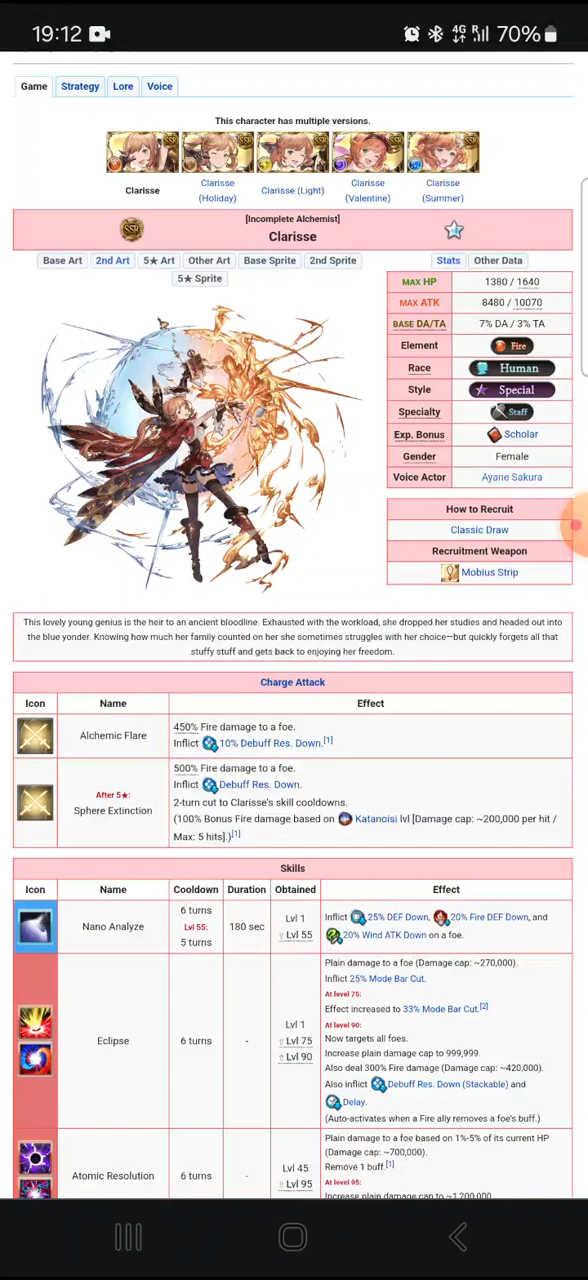 19:12
4G
R
70%
Game
Strategy
Lore
Voice
This character has multiple versions.
Clarisse
Clarisse
(Holiday)
Clarisse (Light)
Clarisse
(Valentine)
Clarisse
(Summer)
SSR
[Incomplete Alchemist]
Clarisse
Base Art
2nd Art
5★ Art
Other Art
Base Sprite
2nd Sprite
5★ Sprite
Stats
Other Data
MAX HP
1380 / 1640
MAX ATK
8480 / 10070
BASE DA/TA
7% DA / 3% TA
Element
Fire
Race
Human
Style
Special
Specialty
Staff
Exp. Bonus
Scholar
Gender
Female
Voice Actor
Ayane Sakura
How to Recruit
Classic Draw
Recruitment Weapon
Mobius Strip
This lovely young genius is the heir to an ancient bloodline. Exhausted with the workload, she dropped her studies and headed out into
the blue yonder. Knowing how much her family counted on her she sometimes struggles with her choice—but quickly forgets all that
stuffy stuff and gets back to enjoying her freedom.
Charge Attack
Icon
Name
Effect
Alchemic Flare
450% Fire damage to a foe.
Inflict 10% Debuff Res. Down.[1]
After 5★:
Sphere Extinction
500% Fire damage to a foe.
Inflict Debuff Res. Down.
2-turn cut to Clarisse's skill cooldowns.
(100% Bonus Fire damage based on Katanoisi lvl [Damage cap: ~200,000 per hit /
Max: 5 hits].)[1]
Skills
Icon
Name
Cooldown
Duration
Obtained
Effect
Nano Analyze
6 turns
Lvl 55:
5 turns
180 sec
Lvl 1
⇧Lvl 55
Inflict 25% DEF Down, 20% Fire DEF Down, and
20% Wind ATK Down on a foe.
Eclipse
6 turns
-
Lvl 1
⇧Lvl 75
⇧Lvl 90
Plain damage to a foe (Damage cap: ~270,000).
Inflict 25% Mode Bar Cut.
At level 75:
Effect increased to 33% Mode Bar Cut.[2]
At level 90:
Now targets all foes.
Increase plain damage cap to 999,999.
Also deal 300% Fire damage (Damage cap: ~420,000).
Also inflict Debuff Res. Down (Stackable) and
Delay.
(Auto-activates when a Fire ally removes a foe's buff.)
Atomic Resolution
6 turns
-
Lvl 45
⇧Lvl 95
Plain damage to a foe based on 1%-5% of its current HP
(Damage cap: ~700,000).
Remove 1 buff.[1]
At level 95:
Increase plain damage cap to ~1,200,000